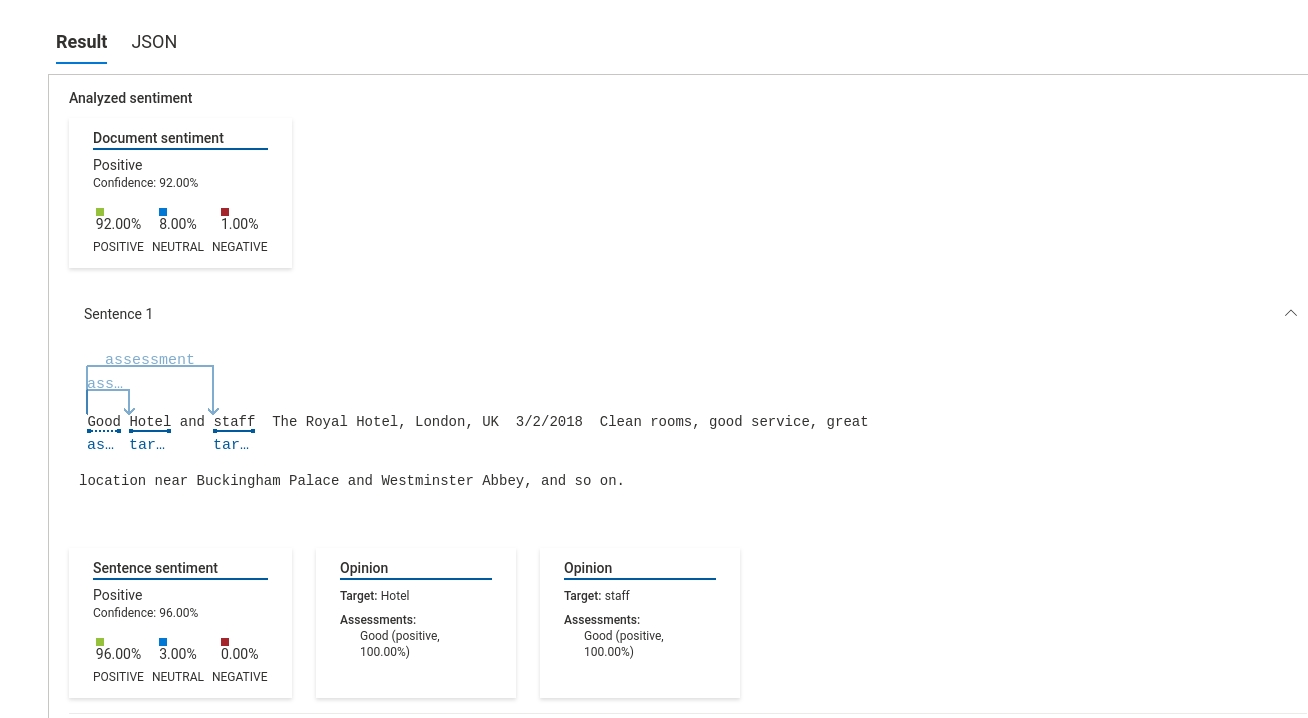 Result JSON
Analyzed sentiment
Document sentiment
Positive
Confidence: 92.00%
92.00% 8.00% 1.00%
POSITIVE NEUTRAL NEGATIVE
Sentence 1
assessment
ass…
Good Hotel and staff The Royal Hotel, London, UK 3/2/2018 Clean rooms, good service, great
as… tar… tar…
location near Buckingham Palace and Westminster Abbey, and so on.
Sentence sentiment
Positive
Confidence: 96.00%
96.00% 3.00% 0.00%
POSITIVE NEUTRAL NEGATIVE
Opinion
Target: Hotel
Assessments:
Good (positive,
100.00%)
Opinion
Target: staff
Assessments:
Good (positive,
100.00%)